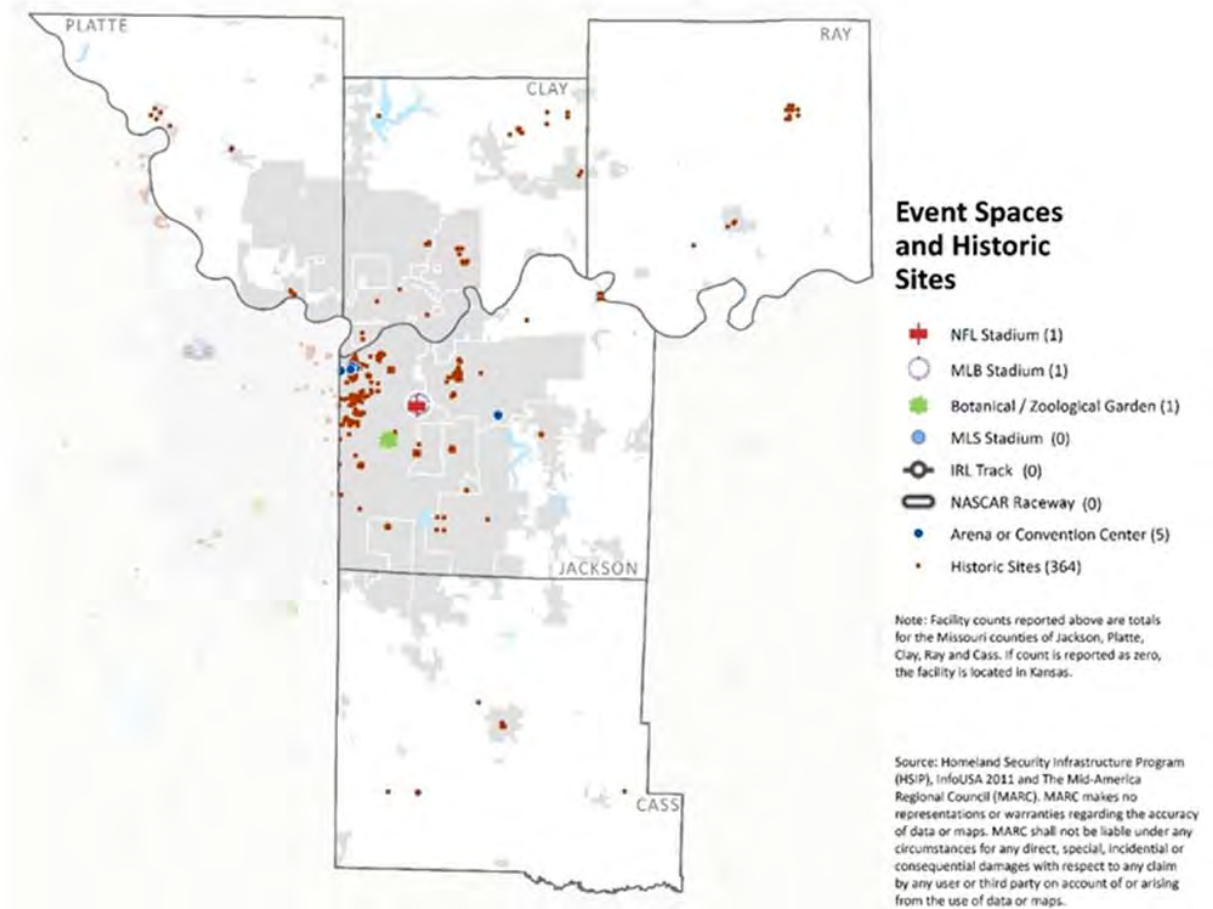 PLATTE
RAY
CLAY
JACKSON
CASS
Event Spaces
and Historic
Sites
NFL Stadium (1)
MLB Stadium (1)
Botanical / Zoological Garden (1)
MLS Stadium (0)
IRL Track (0)
NASCAR Raceway (0)
Arena or Convention Center (5)
Historic Sites (364)
Note: Facility counts reported above are totals
for the Missouri counties of Jackson, Platte,
Clay, Ray and Cass. If count is reported as zero,
the facility is located in Kansas.
Source: Homeland Security Infrastructure Program
(HSIP), InfoUSA 2011 and The Mid-America
Regional Council (MARC). MARC makes no
representations or warranties regarding the accuracy
of data or maps. MARC shall not be liable under any
circumstances for any direct, special, incidential or
consequential damages with respect to any claim
by any user or third party on account of or arising
from the use of data or maps.